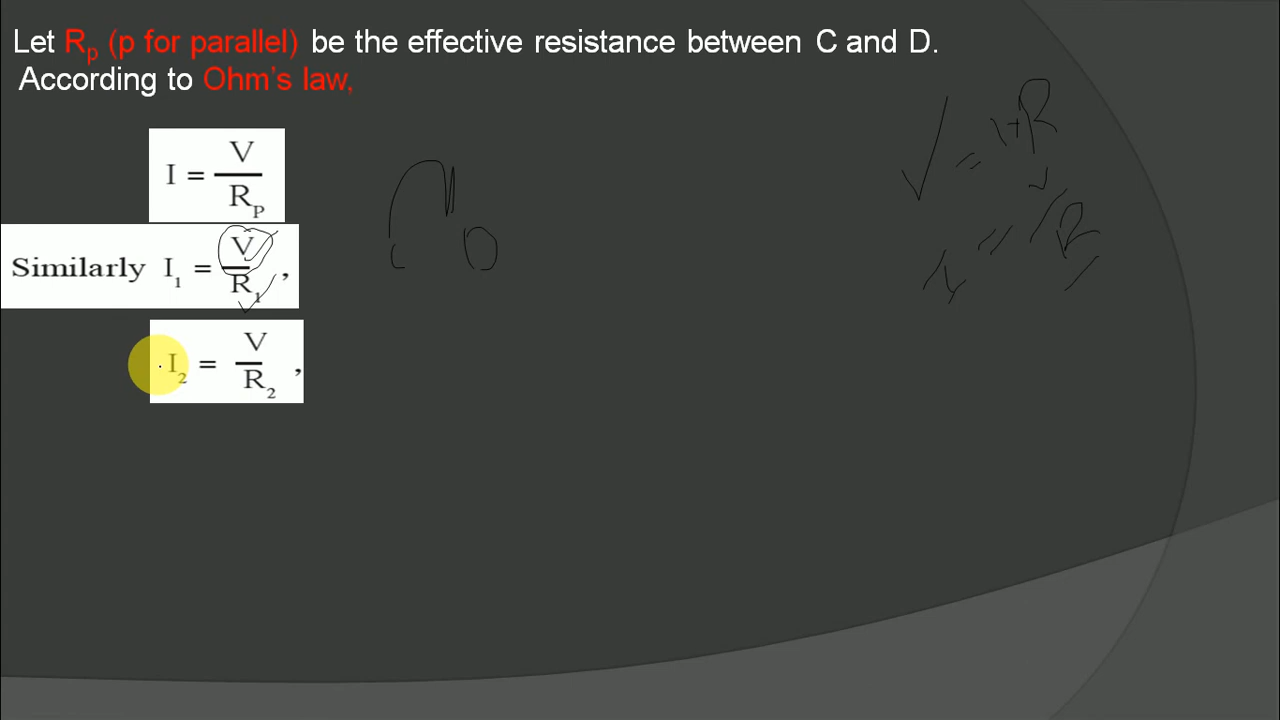 Let Rp (p for parallel) be the effective resistance between C and D.
According to Ohm's law,
I = V / Rp
Similarly I1 = V / R1 ,
I2 = V / R2 ,